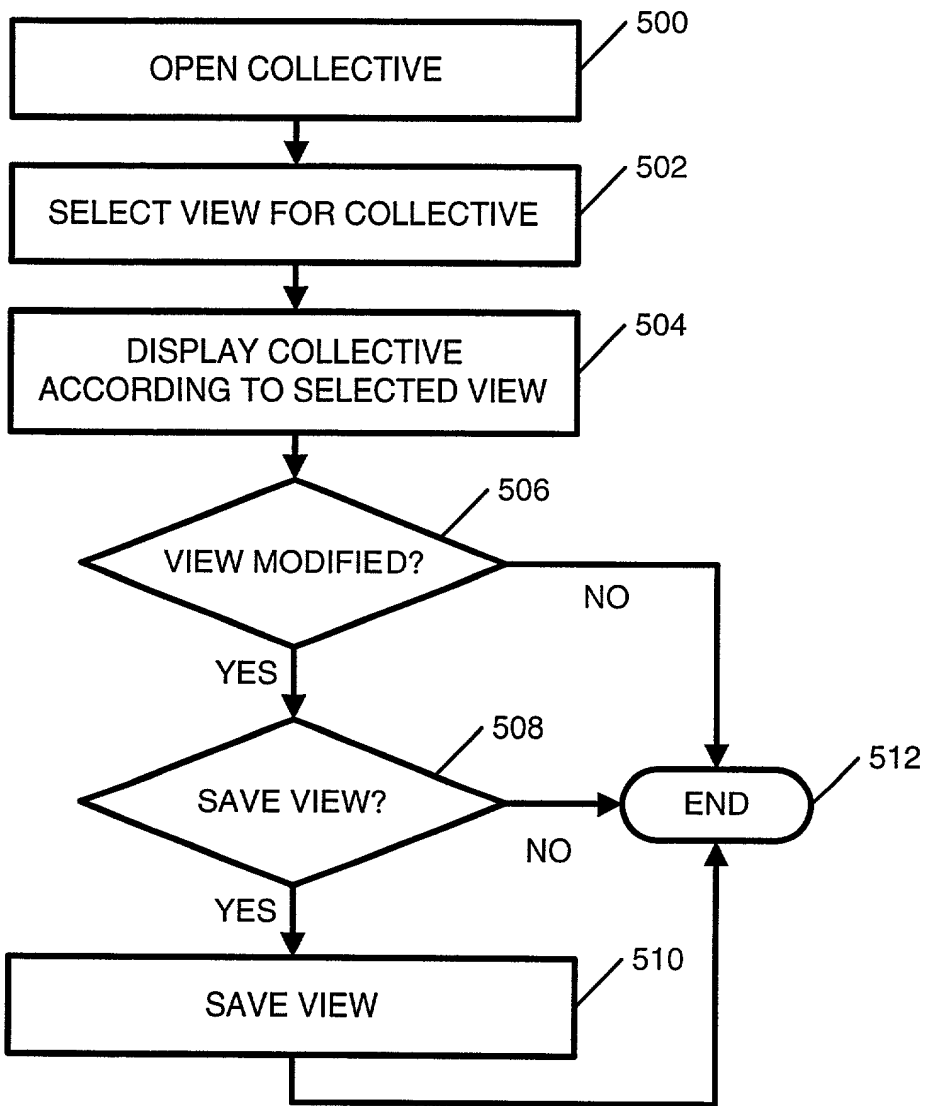 OPEN COLLECTIVE
500
SELECT VIEW FOR COLLECTIVE
502
DISPLAY COLLECTIVE
ACCORDING TO SELECTED VIEW
504
VIEW MODIFIED?
506
NO
YES
SAVE VIEW?
508
NO
END
512
YES
SAVE VIEW
510